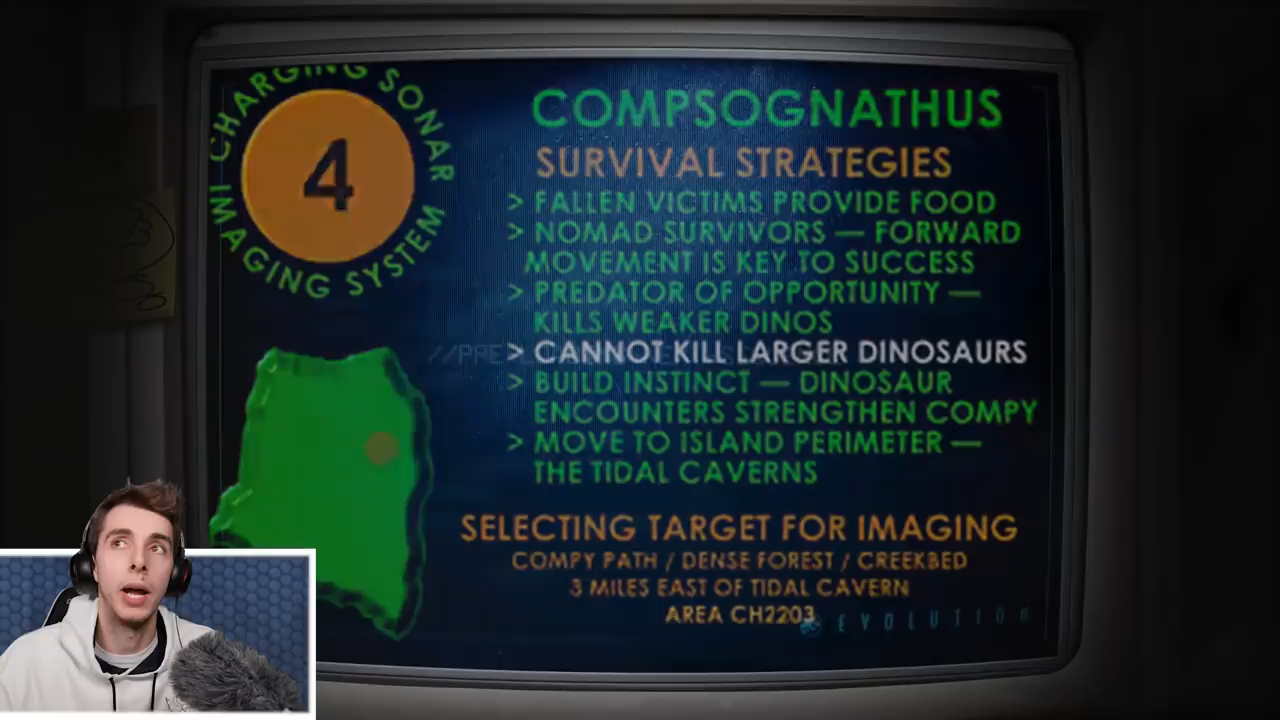 CHARGING SONAR
IMAGING SYSTEM
4
COMPSOGNATHUS
SURVIVAL STRATEGIES
> FALLEN VICTIMS PROVIDE FOOD
> NOMAD SURVIVORS — FORWARD
MOVEMENT IS KEY TO SUCCESS
> PREDATOR OF OPPORTUNITY —
KILLS WEAKER DINOS
//PRE
> CANNOT KILL LARGER DINOSAURS
> BUILD INSTINCT — DINOSAUR
ENCOUNTERS STRENGTHEN COMPY
> MOVE TO ISLAND PERIMETER —
THE TIDAL CAVERNS
SELECTING TARGET FOR IMAGING
COMPY PATH / DENSE FOREST / CREEKBED
3 MILES EAST OF TIDAL CAVERN
AREA CH2203
EVOLUTION